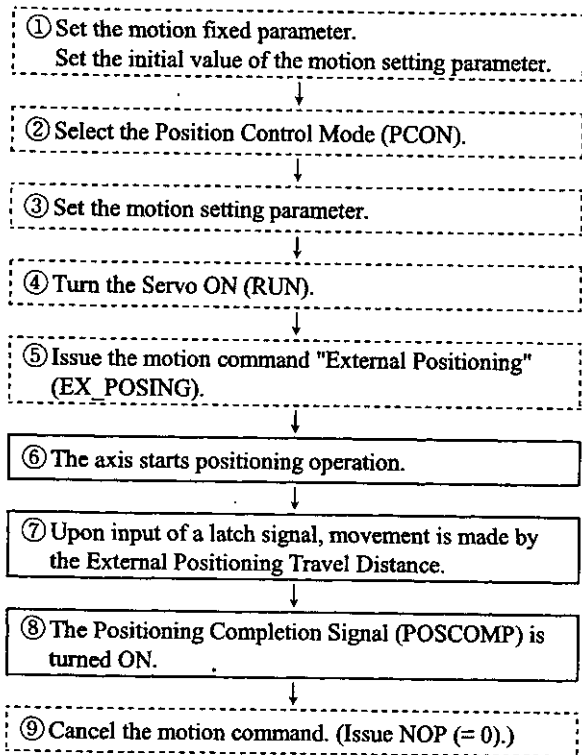 ① Set the motion fixed parameter.
Set the initial value of the motion setting parameter.
② Select the Position Control Mode (PCON).
③ Set the motion setting parameter.
④ Turn the Servo ON (RUN).
⑤ Issue the motion command "External Positioning"
(EX_POSING).
⑥ The axis starts positioning operation.
⑦ Upon input of a latch signal, movement is made by
the External Positioning Travel Distance.
⑧ The Positioning Completion Signal (POSCOMP) is
turned ON.
⑨ Cancel the motion command. (Issue NOP (= 0).)